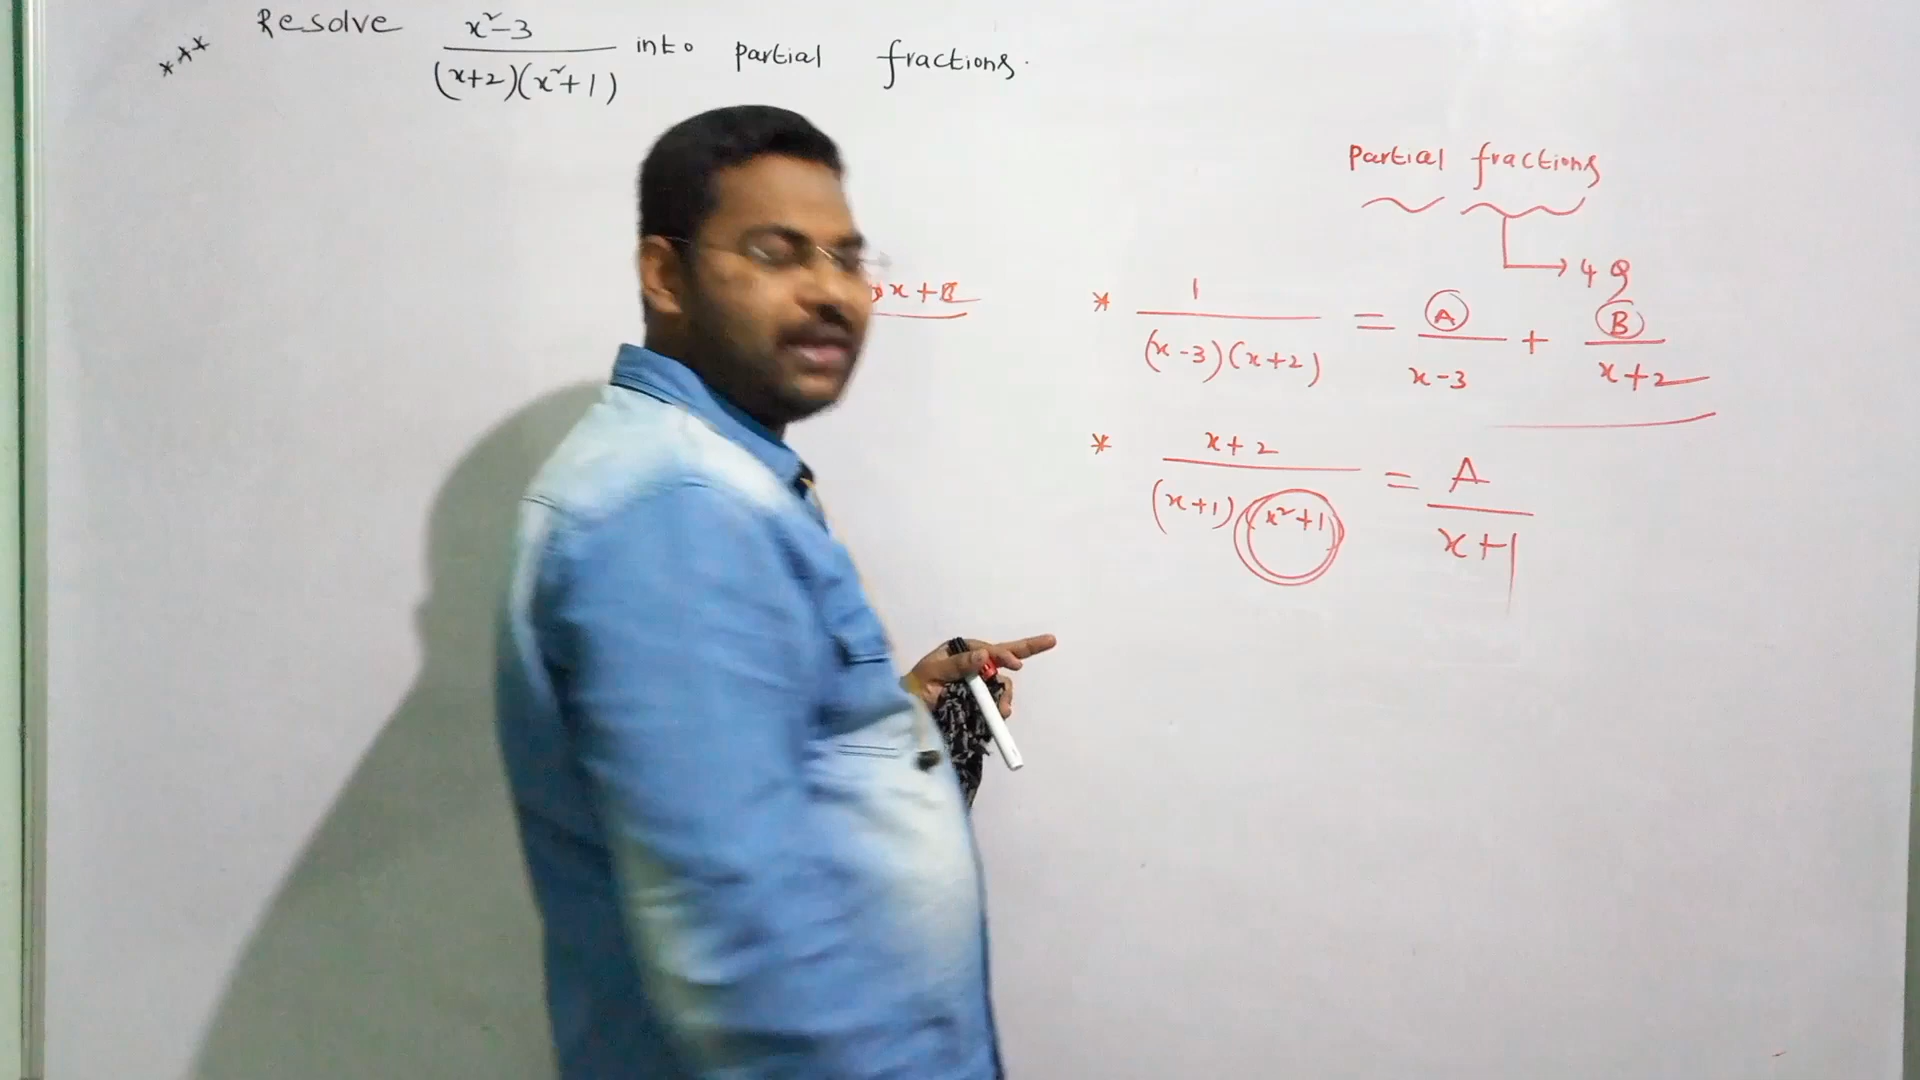 *** Resolve x²-3 / (x+2)(x²+1) into partial fractions.
partial fractions
→ 4 Q
x+B
* 1 / (x-3)(x+2) = A / x-3 + B / x+2
* x+2 / (x+1)(x²+1) = A / x+1